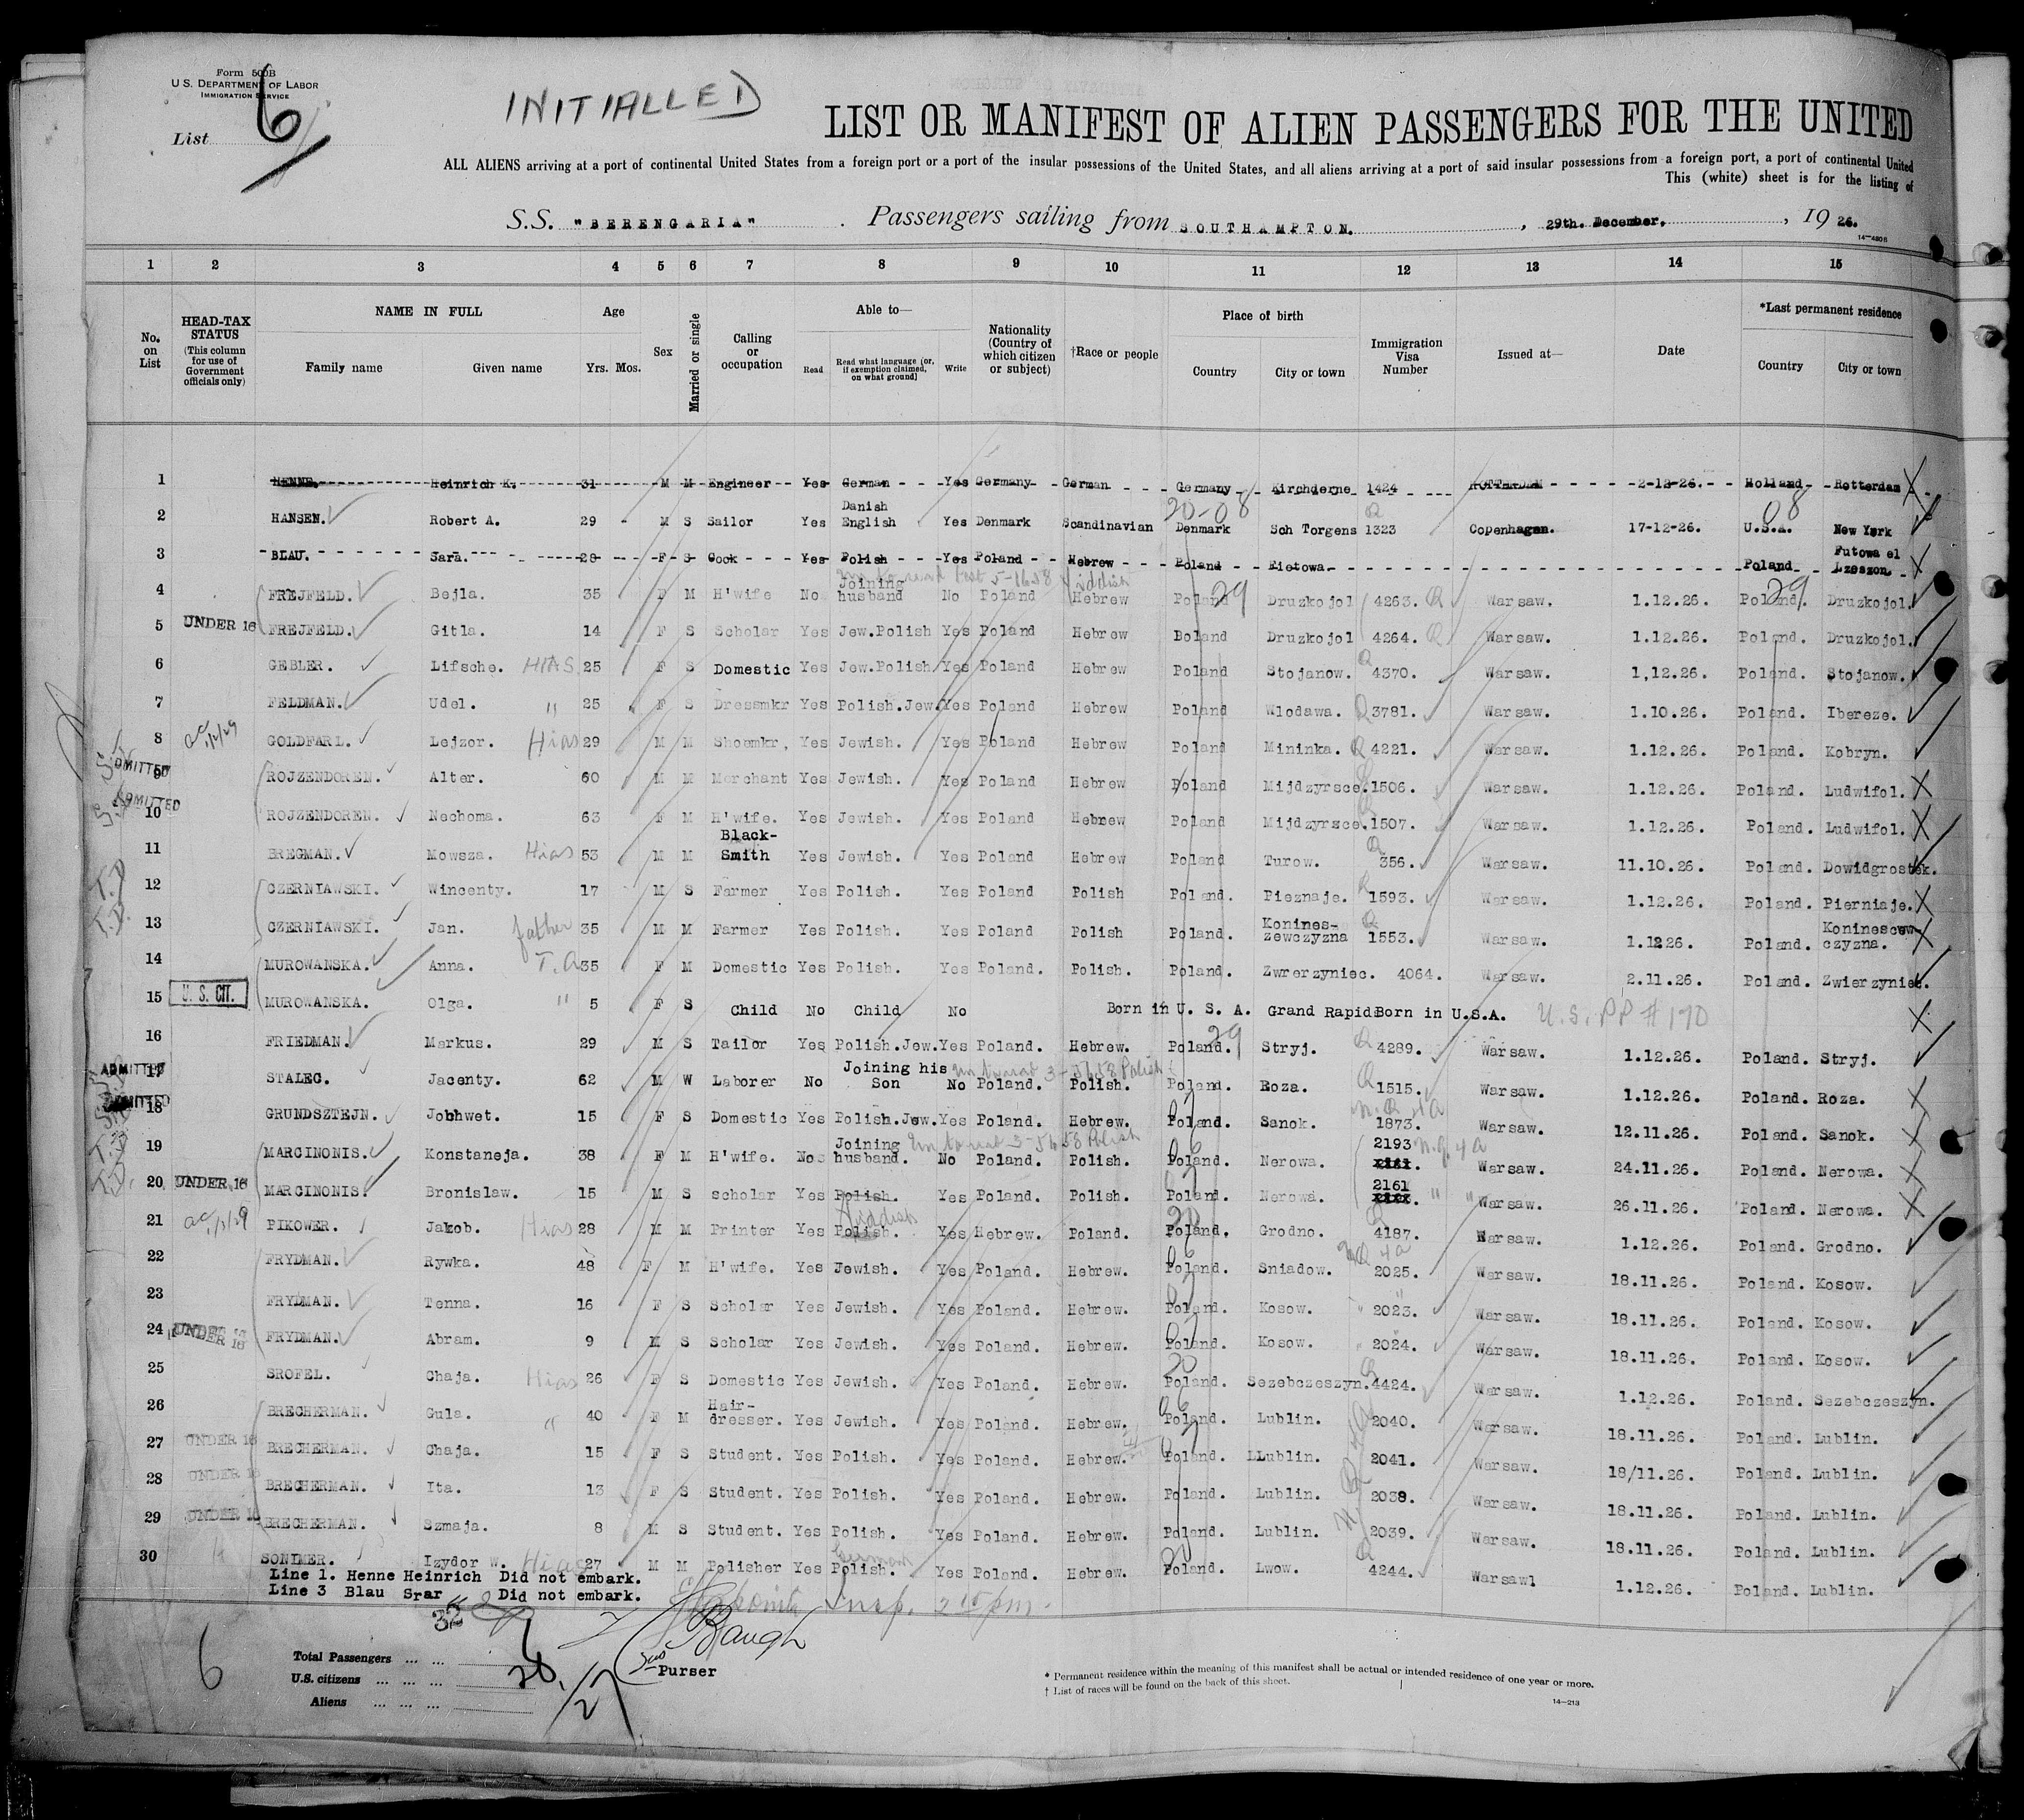 Form 500B
U.S. DEPARTMENT OF LABOR
IMMIGRATION SERVICE
List 6
INITIALLED
LIST OR MANIFEST OF ALIEN PASSENGERS FOR THE UNITED
ALL ALIENS arriving at a port of continental United States from a foreign port or a port of the insular possessions of the United States, and all aliens arriving at a port of said insular possessions from a foreign port, a port of continental United
This (white) sheet is for the listing of
S.S. "BERENGARIA" . Passengers sailing from SOUTHAMPTON. , 29th. December. , 19 26.
14—4806
1 2 3 4 5 6 7 8 9 10 11 12 13 14 15
No. on List
HEAD-TAX STATUS (This column for use of Government officials only)
NAME IN FULL Family name Given name
Age Yrs. Mos.
Sex
Married or single
Calling or occupation
Able to— Read Read what language (or, if exemption claimed, on what ground) Write
Nationality (Country of which citizen or subject)
†Race or people
Place of birth Country City or town
Immigration Visa Number
Issued at—
Date
*Last permanent residence Country City or town
1 HENNE. Heinrich K. 31 M M Engineer Yes German Yes Germany German Germany Kirchderne 1424 ROTTERDAM 2-12-26. Holland Rotterdam
2 HANSEN. Robert A. 29 M S Sailor Yes Danish English Yes Denmark Scandinavian Denmark Sch Torgens 1323 Copenhagen. 17-12-26. U.S.A. New York
3 BLAU. Sara. 28 F S Cook Yes Polish Yes Poland Hebrew Poland Fietowa Poland Futowa el Lzeszon
4 FREJFELD. Bejla. 35 F M H'wife No Joining husband No Poland Hebrew Poland 29 Druzkojol 4263. Warsaw. 1.12.26. Poland. 29 Druzkojol.
5 UNDER 16 FREJFELD. Gitla. 14 F S Scholar Yes Jew.Polish Yes Poland Hebrew Boland Druzkojol 4264. Warsaw. 1.12.26. Poland. Druzkojol.
6 GEBLER. Lifsche. HIAS 25 F S Domestic Yes Jew.Polish Yes Poland Hebrew Poland Stojanow. 4370. Warsaw. 1,12.26. Poland. Stojanow.
7 FELDMAN. Udel. " 25 F S Dressmkr Yes Polish.Jew. Yes Poland Hebrew Poland Wlodawa. 3781. Warsaw. 1.10.26. Poland. Ibereze.
8 GOLDFARL. Lejzor. Hias 29 M M Shoemkr, Yes Jewish. Yes Poland Hebrew Poland Mininka. 4221. Warsaw. 1.12.26. Poland. Kobryn.
9 ADMITTED ROJZENDOREN. Alter. 60 M M Merchant Yes Jewish. Yes Poland Hebrew Poland Mijdzyrsce. 1506. Warsaw. 1.12.26. Poland. Ludwifol.
10 ADMITTED ROJZENDOREN. Nechoma. 63 F M H'wife. Yes Jewish. Yes Poland Hebrew Poland Mijdzyrzce. 1507. Warsaw. 1.12.26. Poland. Ludwifol.
11 BREGMAN. Mowsza. Hias 53 M M Black-Smith Yes Jewish. Yes Poland Hebrew Poland Turow. 356. Warsaw. 11.10.26. Poland. Dowidgrostek.
12 CZERNIAWSKI. Wincenty. 17 M S Farmer Yes Polish. Yes Poland Polish Poland. Pieznaje. 1593. Warsaw. 1.12.26. Poland. Pierniaje.
13 CZERNIAWSKI. Jan. father 35 M M Farmer Yes Polish. Yes Poland Polish Poland. Konines-zewczyzna 1553. Warsaw. 1.1226. Poland. Koninescew-czyzna.
14 MUROWANSKA. Anna. 35 F M Domestic Yes Polish. Yes Poland. Polish. Poland. Zwrerzyniec. 4064. Warsaw. 2.11.26. Poland. Zwierzyniec.
15 U. S. CIT. MUROWANSKA. Olga. " 5 F S Child No Child No Born in U. S. A. Grand Rapids Born in U.S.A. U.S. PP # 170
16 FRIEDMAN. Markus. 29 M S Tailor Yes Polish.Jew. Yes Poland. Hebrew. Poland. 29 Stryj. 4289. Warsaw. 1.12.26. Poland. Stryj.
17 ADMITTED STALEC. Jacenty. 62 M W Laborer No Joining his Son No Poland. Polish. Poland. Roza. 1515. Warsaw. 1.12.26. Poland. Roza.
18 ADMITTED GRUNDSZTEJN. Jobhwet. 15 F S Domestic Yes Polish.Jew. Yes Poland. Hebrew. Poland. Sanok. 1873. Warsaw. 12.11.26. Poland. Sanok.
19 MARCINONIS. Konstaneja. 38 F M H'wife. No Joining husband. No Poland. Polish. Poland. Nerowa. 2193 Warsaw. 24.11.26. Poland. Nerowa.
20 UNDER 16 MARCINONIS. Bronislaw. 15 M S scholar Yes Polish. Yes Poland. Polish. Poland. Nerowa. 2161 Warsaw. 26.11.26. Poland. Nerowa.
21 PIKOWER. Jakob. Hias 28 M M Printer Yes Yiddish Polish. Yes Hebrew. Poland. Poland. Grodno. 4187. Warsaw. 1.12.26. Poland. Grodno.
22 FRYDMAN. Rywka. 48 F M H'wife. Yes Jewish. Yes Poland. Hebrew. Poland. Sniadow. 2025. Warsaw. 18.11.26. Poland. Kosow.
23 FRYDMAN. Tenna. 16 F S Scholar Yes Jewish. Yes Poland. Hebrew. Poland. Kosow. 2023. Warsaw. 18.11.26. Poland. Kosow.
24 UNDER 16 FRYDMAN. Abram. 9 M S Scholar Yes Jewish. Yes Poland. Hebrew. Poland. Kosow. 2024. Warsaw. 18.11.26. Poland. Kosow.
25 SROFEL. Chaja. Hias 26 F S Domestic Yes Jewish. Yes Poland. Hebrew. Poland. Sezebczeszyn. 4424. Warsaw. 1.12.26. Poland. Sezebczeszyn.
26 BRECHERMAN. Gula. " 40 F M Hair-dresser. Yes Jewish. Yes Poland. Hebrew. Poland. Lublin. 2040. Warsaw. 18.11.26. Poland. Lublin.
27 UNDER 16 BRECHERMAN. Chaja. 15 F S Student. Yes Polish. Yes Poland. Hebrew. Poland. LLublin. 2041. Warsaw. 18/11.26. Poland. Lublin.
28 UNDER 16 BRECHERMAN. Ita. 13 F S Student. Yes Polish. Yes Poland. Hebrew. Poland. Lublin. 2038. Warsaw. 18.11.26. Poland. Lublin.
29 UNDER 16 BRECHERMAN. Szmaja. 8 M S Student. Yes Polish. Yes Poland. Hebrew. Poland. Lublin. 2039. Warsaw. 18.11.26. Poland. Lublin.
30 SONIMER. Izydor W. Hias 27 M M Polisher Yes German Polish. Yes Poland. Hebrew. Poland. Lwow. 4244. Warsaw1 1.12.26. Poland. Lublin.
Line 1. Henne Heinrich Did not embark.
Line 3 Blau Srar Did not embark.
Insp. 2 15 pm.
32
Baugh
Purser
6
Total Passengers ... ...
U.S. citizens ... ... ...
Aliens ... ... ...
28
27
* Permanent residence within the meaning of this manifest shall be actual or intended residence of one year or more.
† List of races will be found on the back of this sheet.
14—213